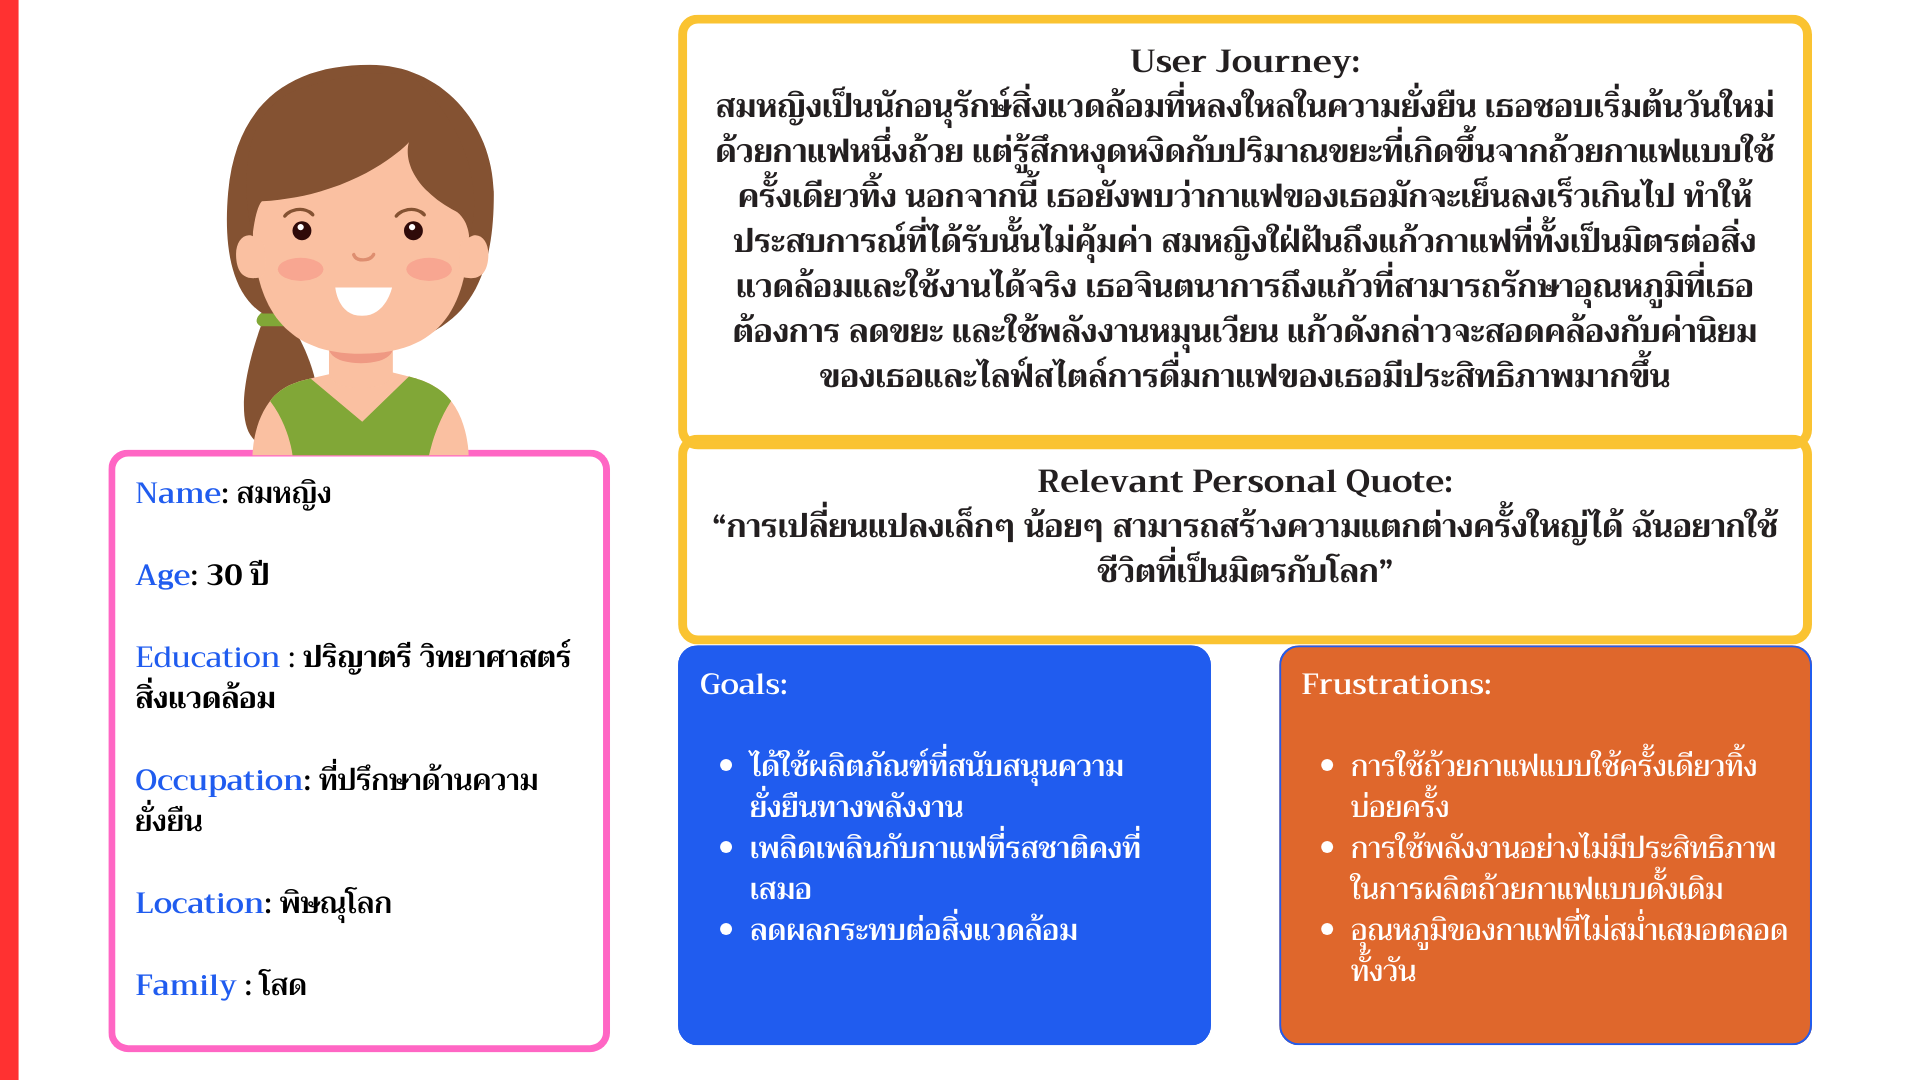 User Journey:
สมหญิงเป็นนักอนุรักษ์สิ่งแวดล้อมที่หลงใหลในความยั่งยืน เธอชอบเริ่มต้นวันใหม่
ด้วยกาแฟหนึ่งถ้วย แต่รู้สึกหงุดหงิดกับปริมาณขยะที่เกิดขึ้นจากถ้วยกาแฟแบบใช้
ครั้งเดียวทิ้ง นอกจากนี้ เธอยังพบว่ากาแฟของเธอมักจะเย็นลงเร็วเกินไป ทำให้
ประสบการณ์ที่ได้รับนั้นไม่คุ้มค่า สมหญิงใฝ่ฝันถึงแก้วกาแฟที่ทั้งเป็นมิตรต่อสิ่ง
แวดล้อมและใช้งานได้จริง เธอจินตนาการถึงแก้วที่สามารถรักษาอุณหภูมิที่เธอ
ต้องการ ลดขยะ และใช้พลังงานหมุนเวียน แก้วดังกล่าวจะสอดคล้องกับค่านิยม
ของเธอและไลฟ์สไตล์การดื่มกาแฟของเธอมีประสิทธิภาพมากขึ้น
Relevant Personal Quote:
“การเปลี่ยนแปลงเล็กๆ น้อยๆ สามารถสร้างความแตกต่างครั้งใหญ่ได้ ฉันอยากใช้
ชีวิตที่เป็นมิตรกับโลก”
Name: สมหญิง
Age: 30 ปี
Education : ปริญาตรี วิทยาศาสตร์
สิ่งแวดล้อม
Occupation: ที่ปรึกษาด้านความ
ยั่งยืน
Location: พิษณุโลก
Family : โสด
Goals:
ได้ใช้ผลิตภัณฑ์ที่สนับสนุนความ
ยั่งยืนทางพลังงาน
เพลิดเพลินกับกาแฟที่รสชาติคงที่
เสมอ
ลดผลกระทบต่อสิ่งแวดล้อม
Frustrations:
การใช้ถ้วยกาแฟแบบใช้ครั้งเดียวทิ้ง
บ่อยครั้ง
การใช้พลังงานอย่างไม่มีประสิทธิภาพ
ในการผลิตถ้วยกาแฟแบบดั้งเดิม
อุณหภูมิของกาแฟที่ไม่สม่ำเสมอตลอด
ทั้งวัน